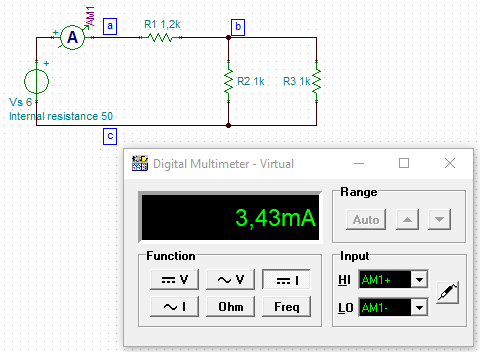 AM1
a
R1 1,2k
b
+
A
+
R2 1k
R3 1k
Vs 6
Internal resistance 50
c
Digital Multimeter - Virtual
Range
3,43mA
Auto
Function
Input
V
V
I
HI
AM1+
I
Ohm
Freq
LO
AM1-